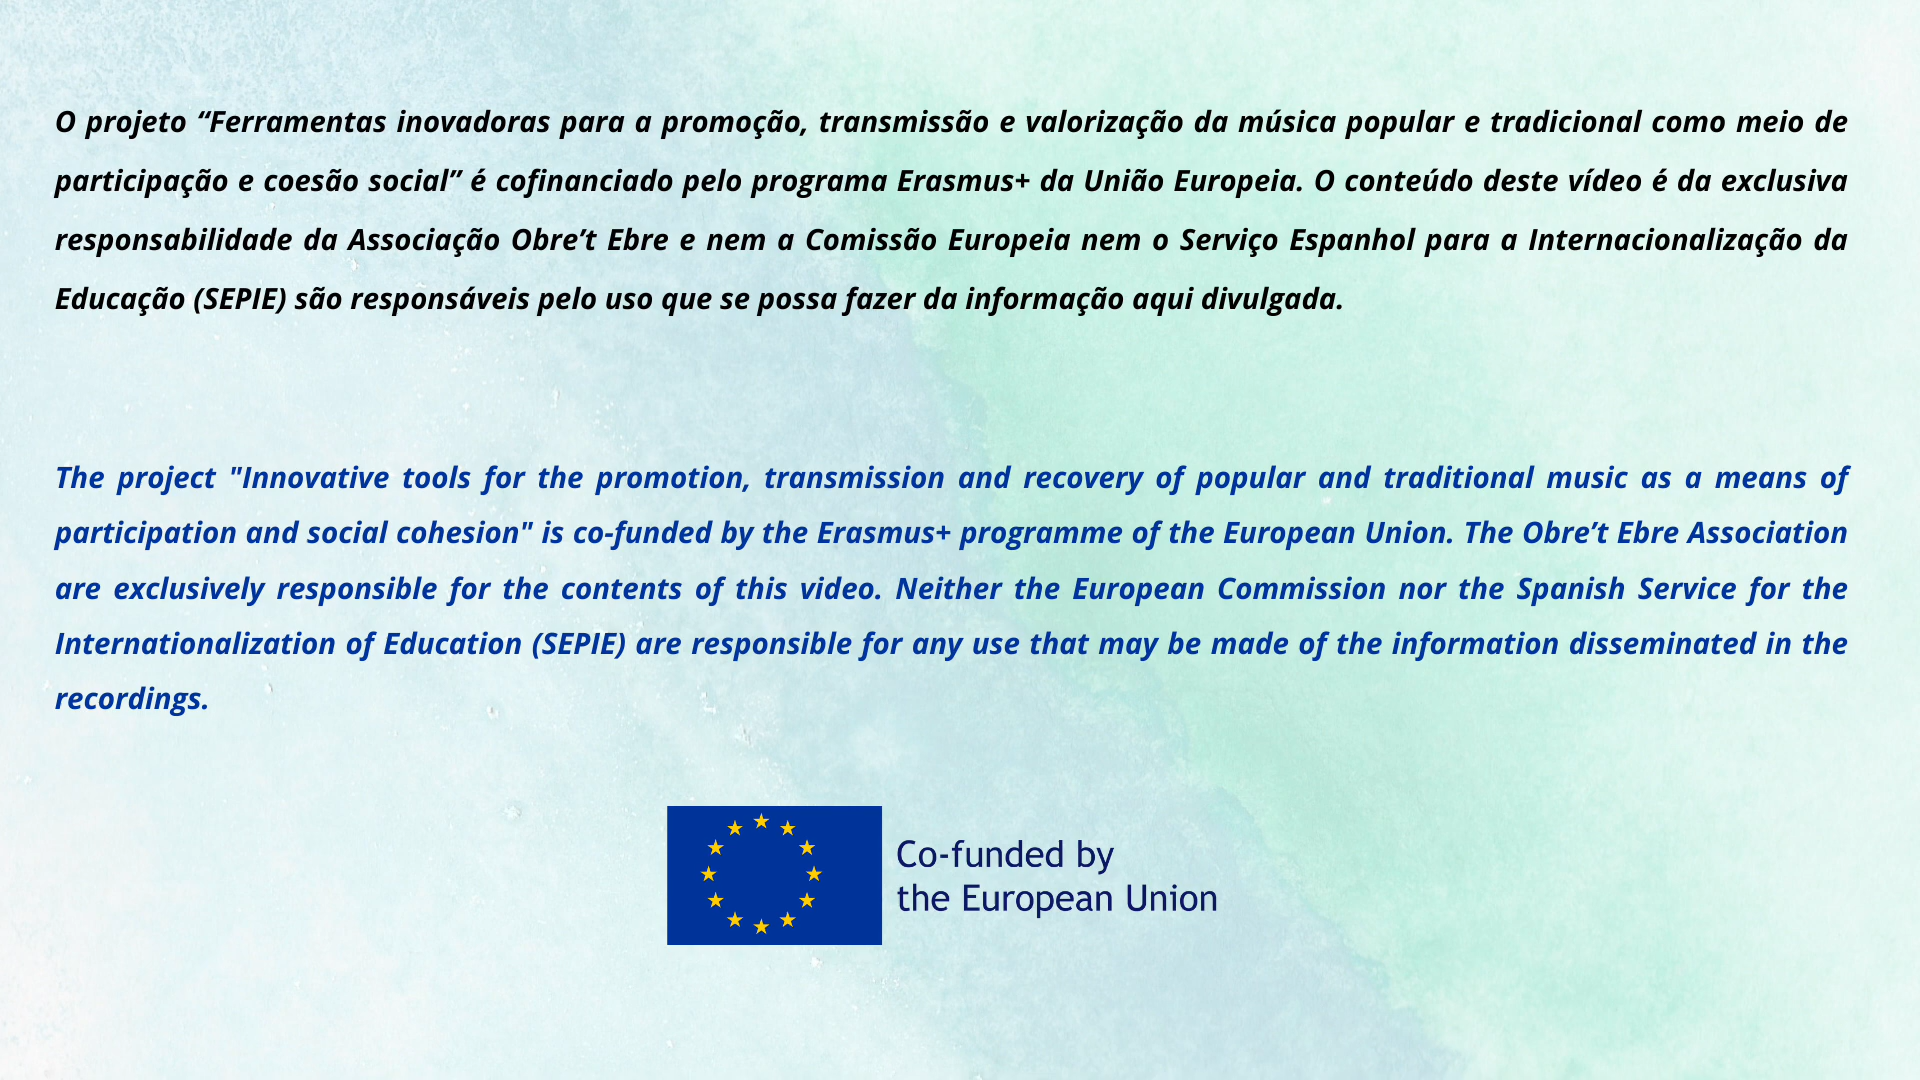 O projeto “Ferramentas inovadoras para a promoção, transmissão e valorização da música popular e tradicional como meio de
participação e coesão social” é cofinanciado pelo programa Erasmus+ da União Europeia. O conteúdo deste vídeo é da exclusiva
responsabilidade da Associação Obre’t Ebre e nem a Comissão Europeia nem o Serviço Espanhol para a Internacionalização da
Educação (SEPIE) são responsáveis pelo uso que se possa fazer da informação aqui divulgada.
The project "Innovative tools for the promotion, transmission and recovery of popular and traditional music as a means of
participation and social cohesion" is co-funded by the Erasmus+ programme of the European Union. The Obre’t Ebre Association
are exclusively responsible for the contents of this video. Neither the European Commission nor the Spanish Service for the
Internationalization of Education (SEPIE) are responsible for any use that may be made of the information disseminated in the
recordings.
Co-funded by
the European Union